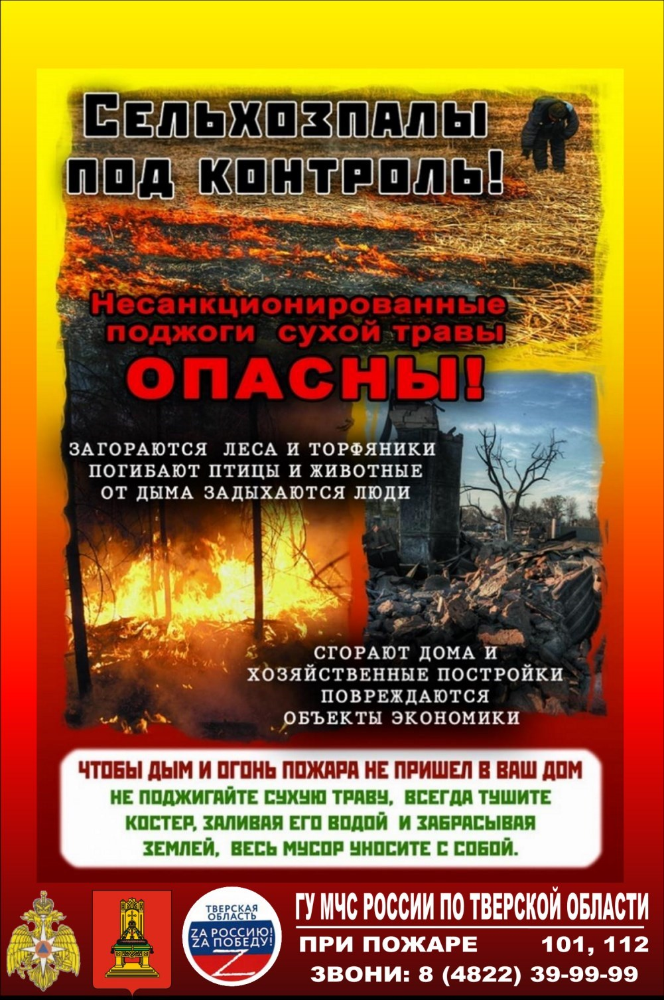 Сельхозпалы
под контроль!
Несанкционированные
поджоги сухой травы
ОПАСНЫ!
ЗАГОРАЮТСЯ ЛЕСА И ТОРФЯНИКИ
ПОГИБАЮТ ПТИЦЫ И ЖИВОТНЫЕ
ОТ ДЫМА ЗАДЫХАЮТСЯ ЛЮДИ
СГОРАЮТ ДОМА И
ХОЗЯЙСТВЕННЫЕ ПОСТРОЙКИ
ПОВРЕЖДАЮТСЯ
ОБЪЕКТЫ ЭКОНОМИКИ
ЧТОБЫ ДЫМ И ОГОНЬ ПОЖАРА НЕ ПРИШЕЛ В ВАШ ДОМ
НЕ ПОДЖИГАЙТЕ СУХУЮ ТРАВУ, ВСЕГДА ТУШИТЕ
КОСТЕР, ЗАЛИВАЯ ЕГО ВОДОЙ И ЗАБРАСЫВАЯ
ЗЕМЛЕЙ, ВЕСЬ МУСОР УНОСИТЕ С СОБОЙ.
ТВЕРСКАЯ
ОБЛАСТЬ
ZА РОССИЮ!
ZА ПОБЕДУ!
Z
ГУ МЧС РОССИИ ПО ТВЕРСКОЙ ОБЛАСТИ
ПРИ ПОЖАРЕ 101, 112
ЗВОНИ: 8 (4822) 39-99-99